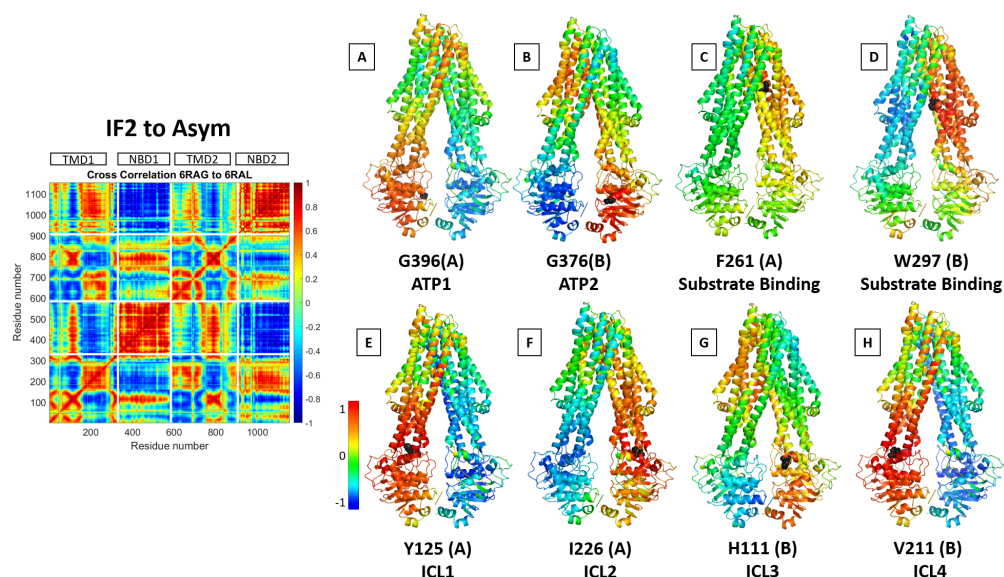 IF2 to Asym
TMD1 NBD1 TMD2 NBD2
Cross Correlation 6RAG to 6RAL
Residue number
1100
1000
900
800
700
600
500
400
300
200
100
200 400 600 800 1000
Residue number
1
0.8
0.6
0.4
0.2
0
-0.2
-0.4
-0.6
-0.8
-1
A
B
C
D
G396(A)
ATP1
G376(B)
ATP2
F261 (A)
Substrate Binding
W297 (B)
Substrate Binding
E
F
G
H
1
0
-1
Y125 (A)
ICL1
I226 (A)
ICL2
H111 (B)
ICL3
V211 (B)
ICL4